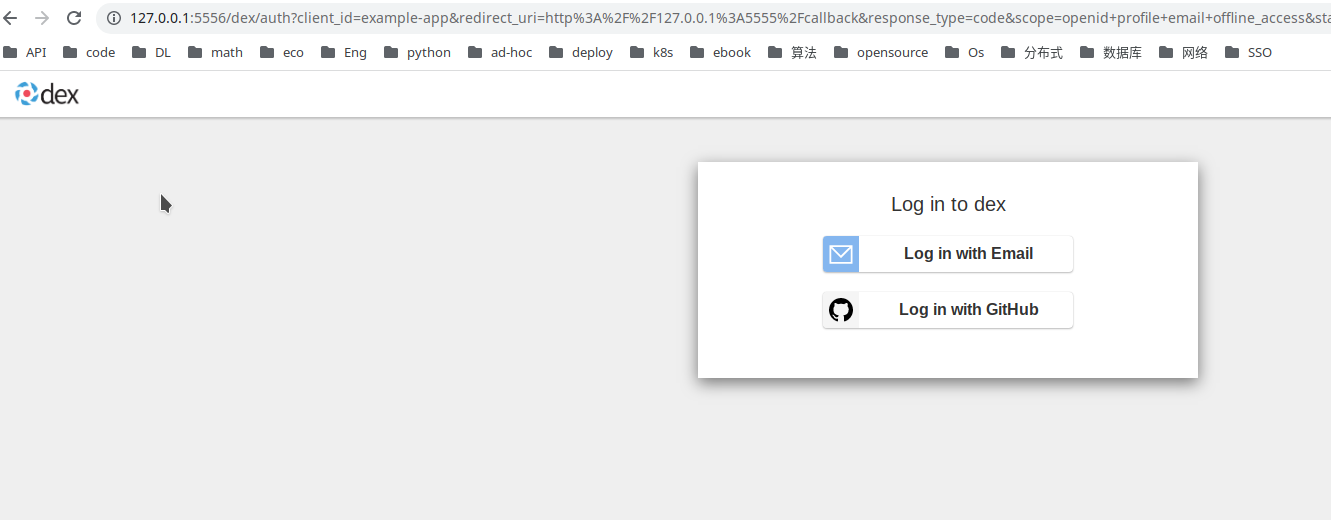 127.0.0.1:5556/dex/auth?client_id=example-app&redirect_uri=http%3A%2F%2F127.0.0.1%3A5555%2Fcallback&response_type=code&scope=openid+profile+email+offline_access&sta
API code DL math eco Eng python ad-hoc deploy k8s ebook 算法 opensource Os 分布式 数据库 网络 SSO
dex
Log in to dex
Log in with Email
Log in with GitHub